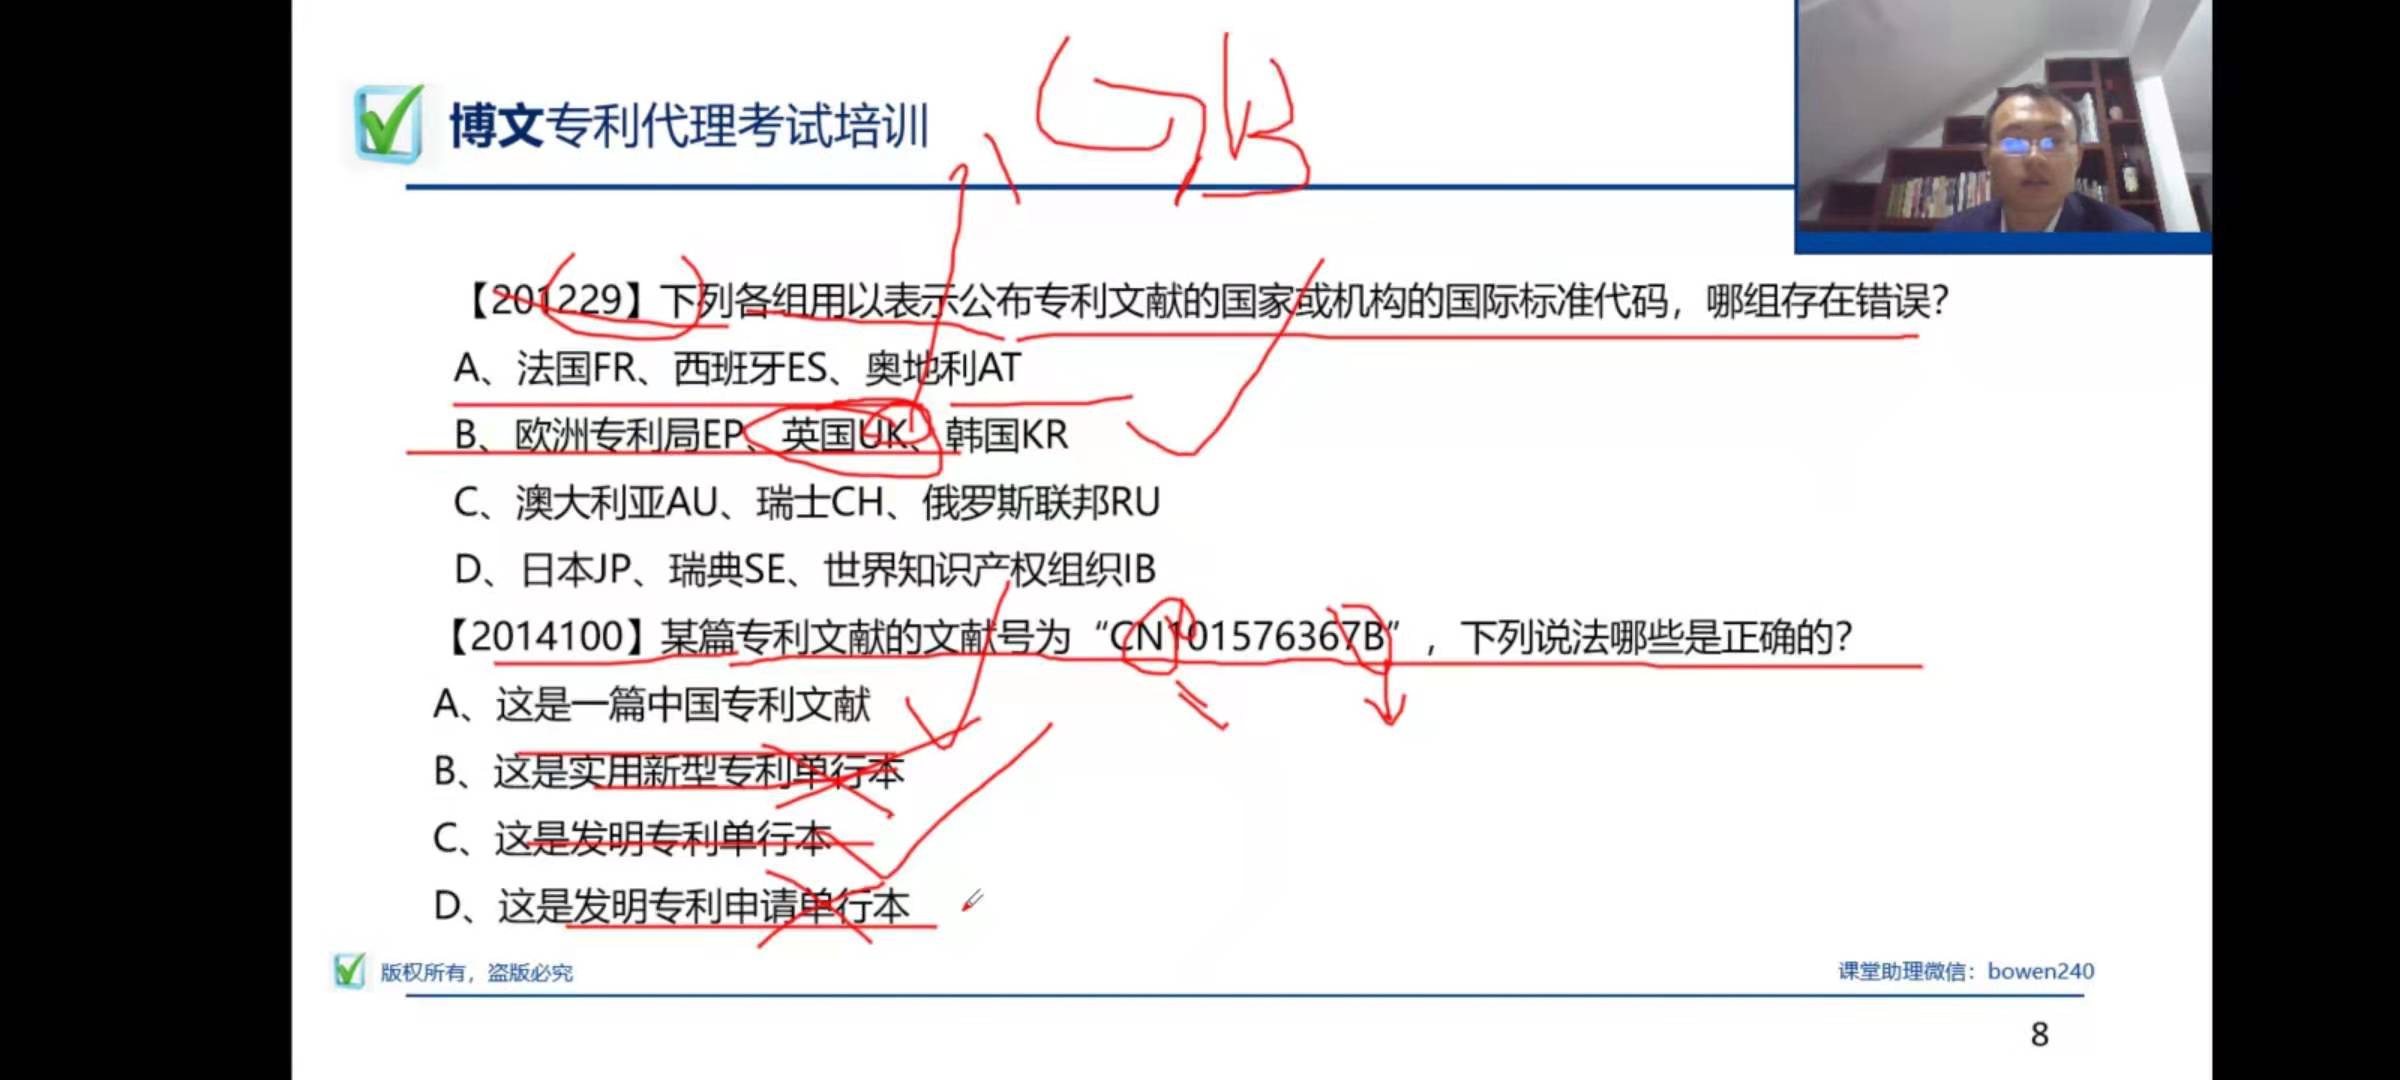 GB
博文专利代理考试培训
【201229】下列各组用以表示公布专利文献的国家或机构的国际标准代码，哪组存在错误？
A、法国FR、西班牙ES、奥地利AT
B、欧洲专利局EP、英国UK、韩国KR
C、澳大利亚AU、瑞士CH、俄罗斯联邦RU
D、日本JP、瑞典SE、世界知识产权组织IB
【2014100】某篇专利文献的文献号为“CN101576367B”，下列说法哪些是正确的？
A、这是一篇中国专利文献
B、这是实用新型专利单行本
C、这是发明专利单行本
D、这是发明专利申请单行本
版权所有，盗版必究
课堂助理微信：bowen240
8